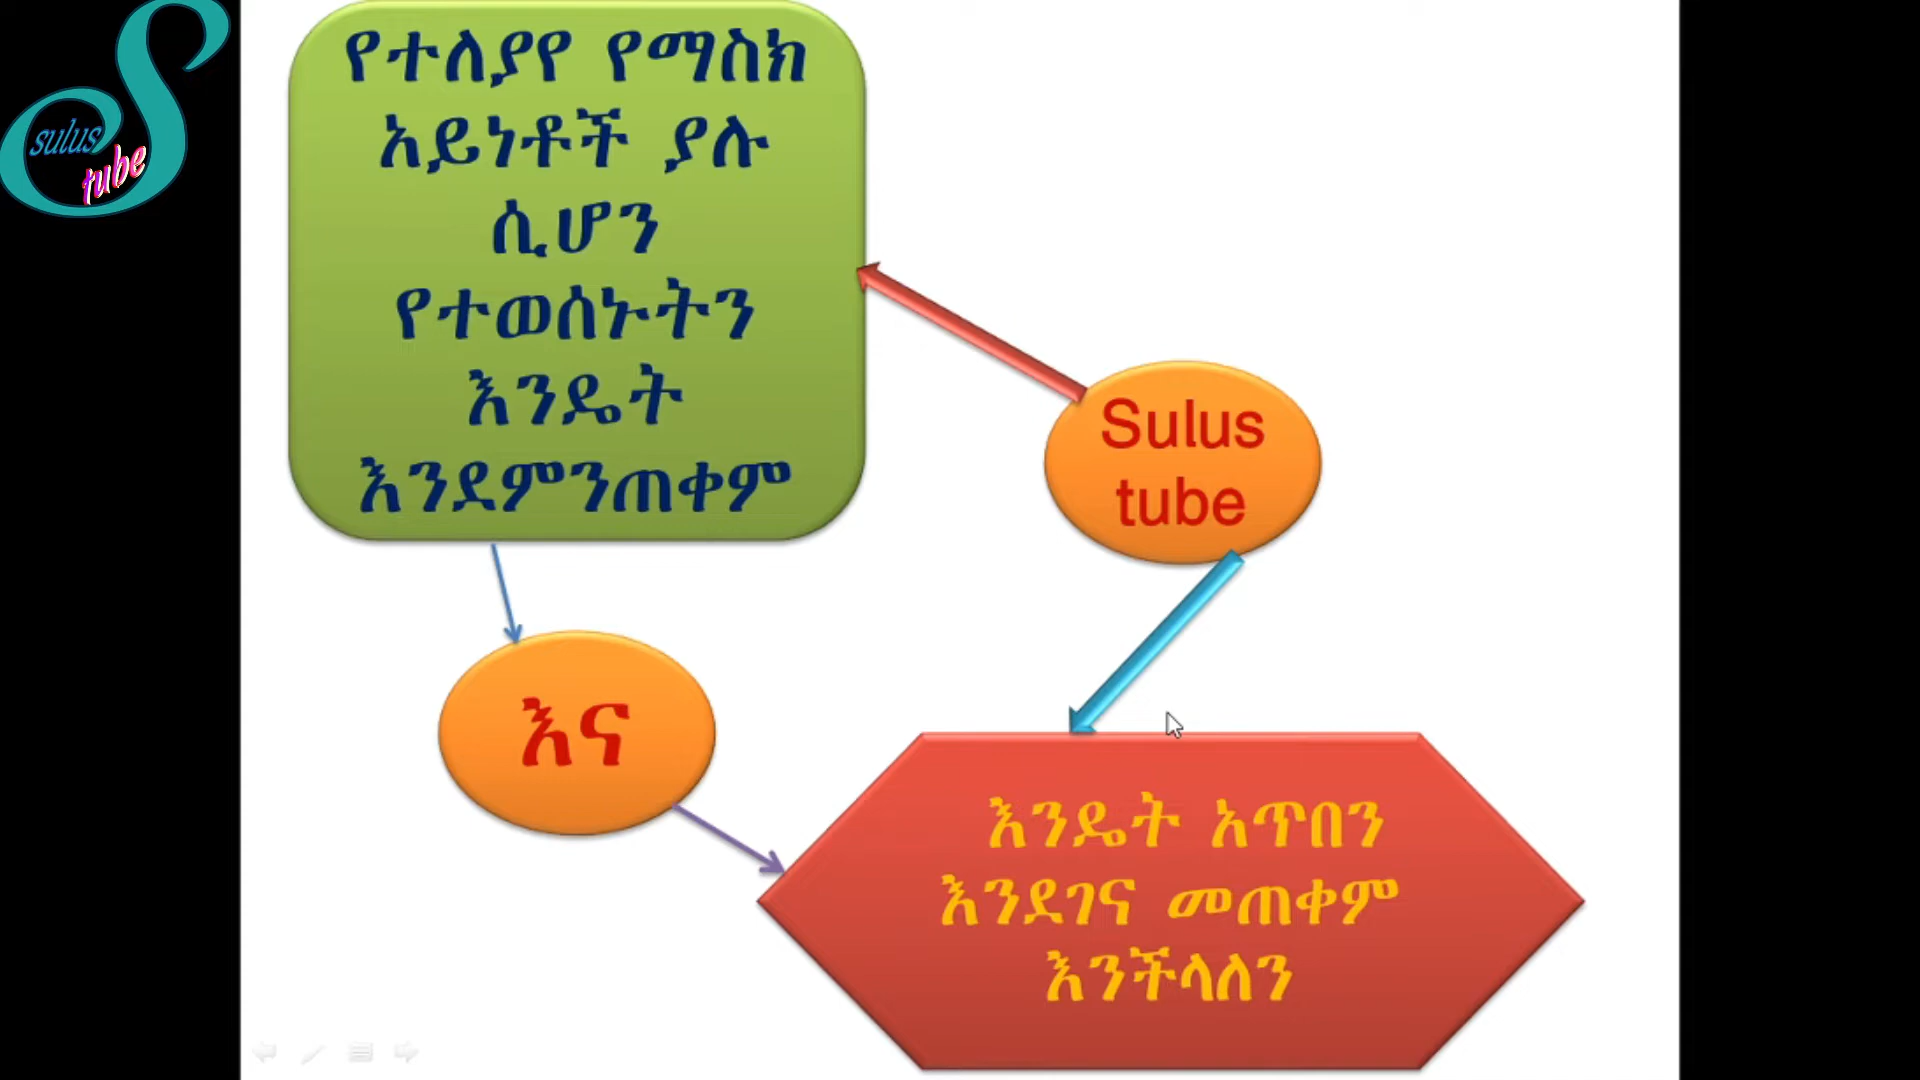 sulus
tube
የተለያየ የማስክ
አይነቶች ያሉ
ሲሆን
የተወሰኑትን
እንዴት
እንደምንጠቀም
Sulus
tube
እና
እንዴት አጥበን
እንደገና መጠቀም
እንችላለን